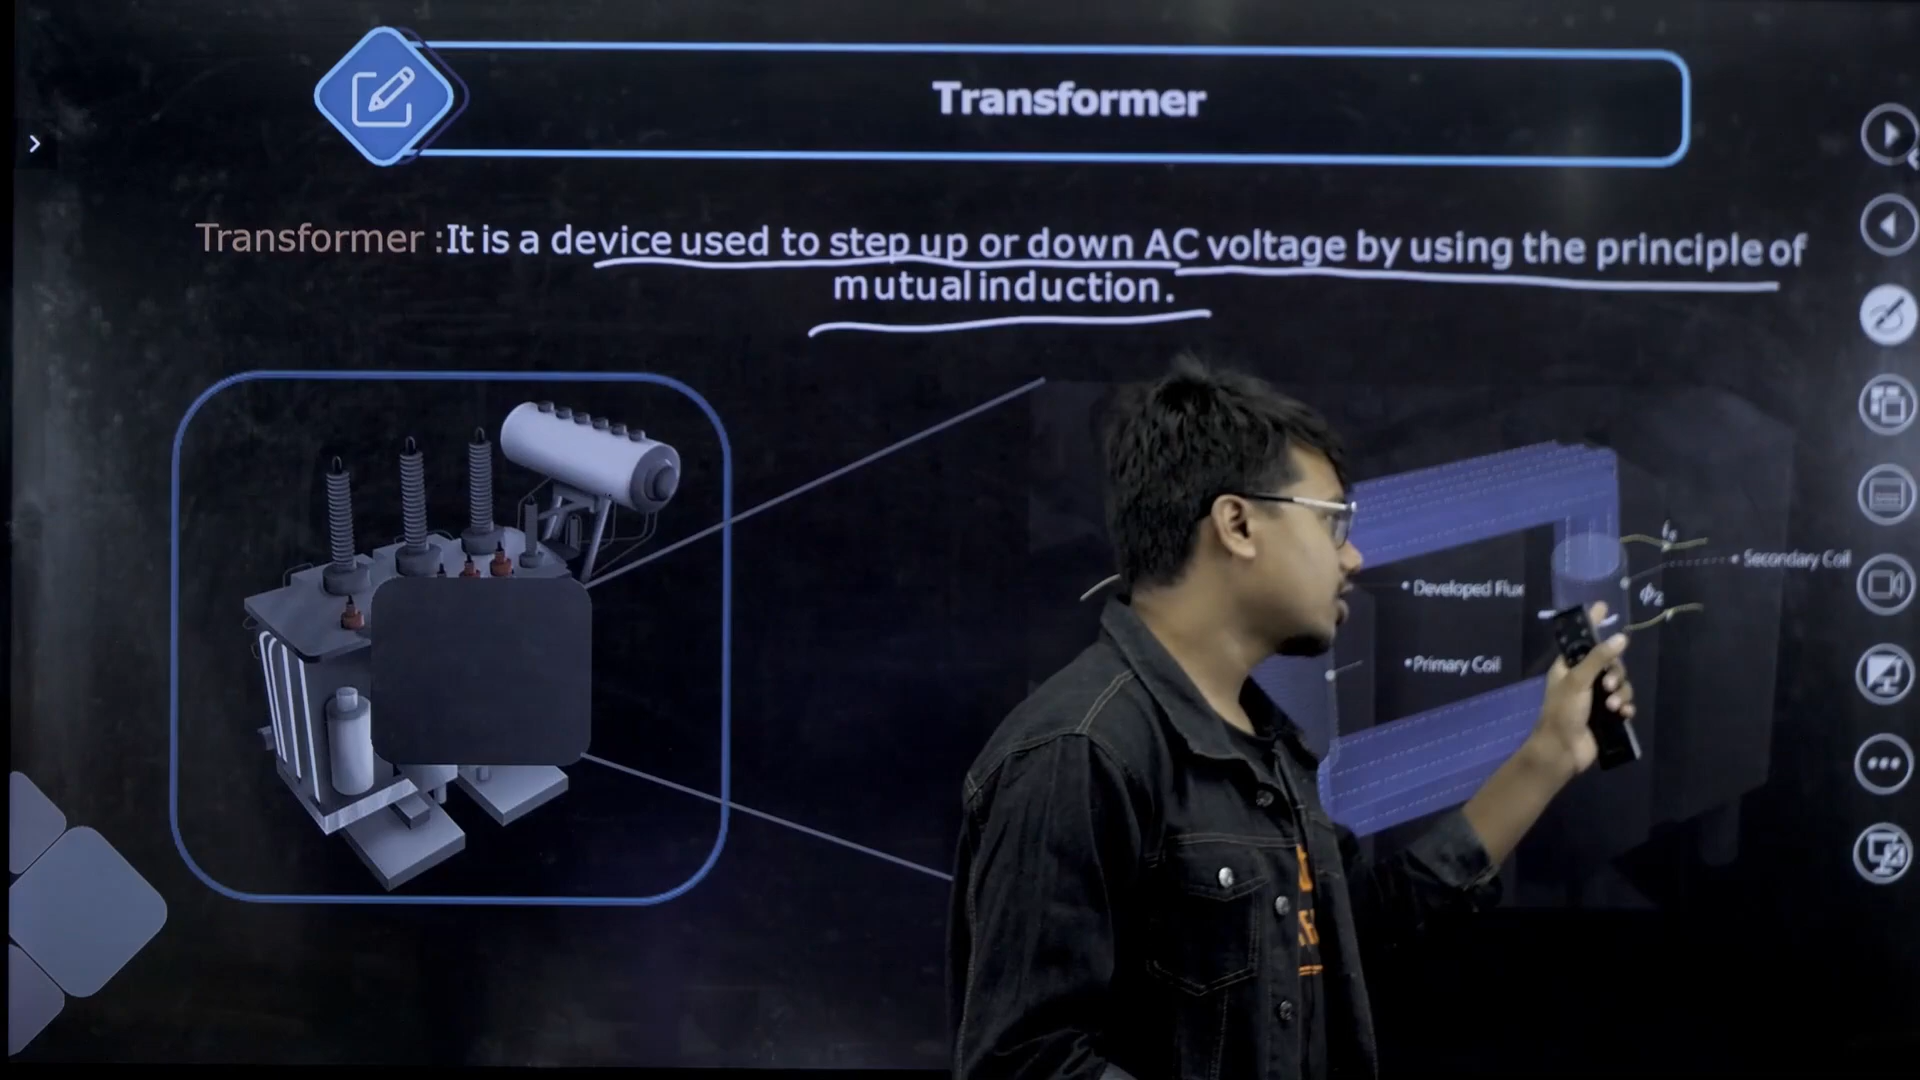 Transformer
Transformer :It is a device used to step up or down AC voltage by using the principle of
mutual induction.
Developed Flux
Secondary Coil
ϕ₂
Primary Coil